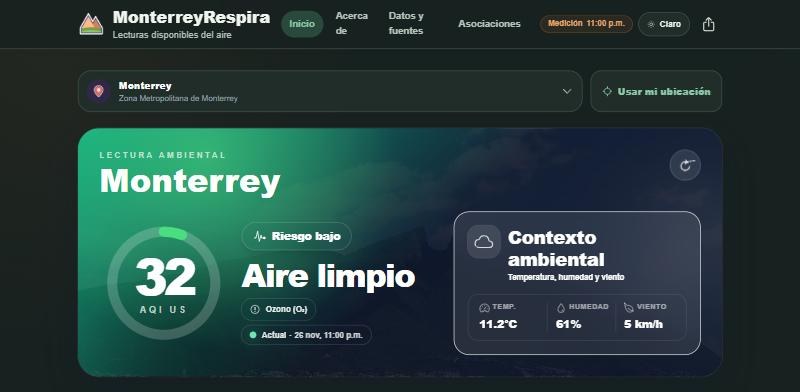 MonterreyRespira
Lecturas disponibles del aire
Inicio
Acerca de
Datos y fuentes
Asociaciones
Medición 11:00 p.m.
Claro
Monterrey
Zona Metropolitana de Monterrey
Usar mi ubicación
LECTURA AMBIENTAL
Monterrey
32
AQI US
Riesgo bajo
Aire limpio
Ozono (O₃)
Actual - 26 nov, 11:00 p.m.
Contexto
ambiental
Temperatura, humedad y viento
TEMP.
11.2°C
HUMEDAD
61%
VIENTO
5 km/h